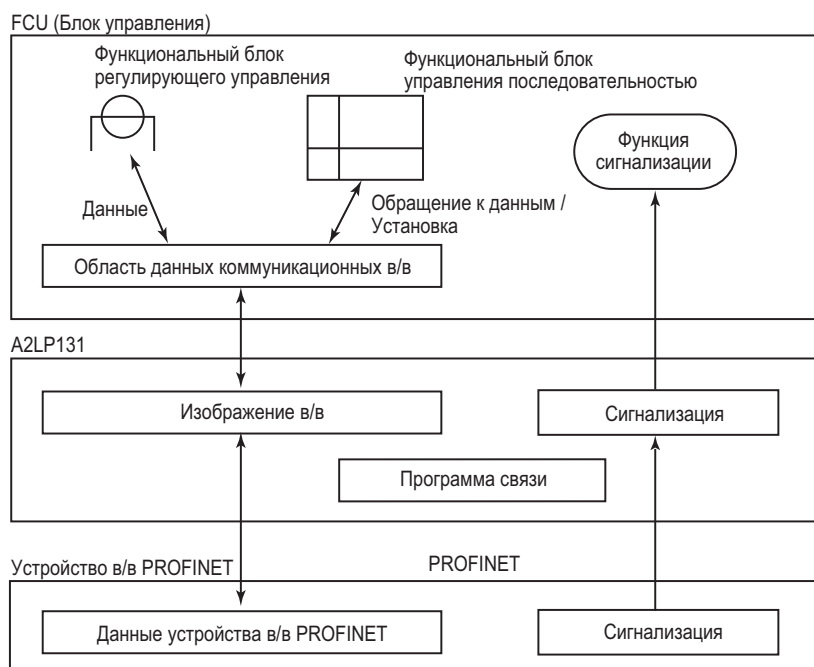 FCU (Блок управления)
Функциональный блок
регулирующего управления
Функциональный блок
управления последовательностью
Функция
сигнализации
Данные
Обращение к данным /
Установка
Область данных коммуникационных в/в
A2LP131
Изображение в/в
Сигнализация
Программа связи
Устройство в/в PROFINET
PROFINET
Данные устройства в/в PROFINET
Сигнализация